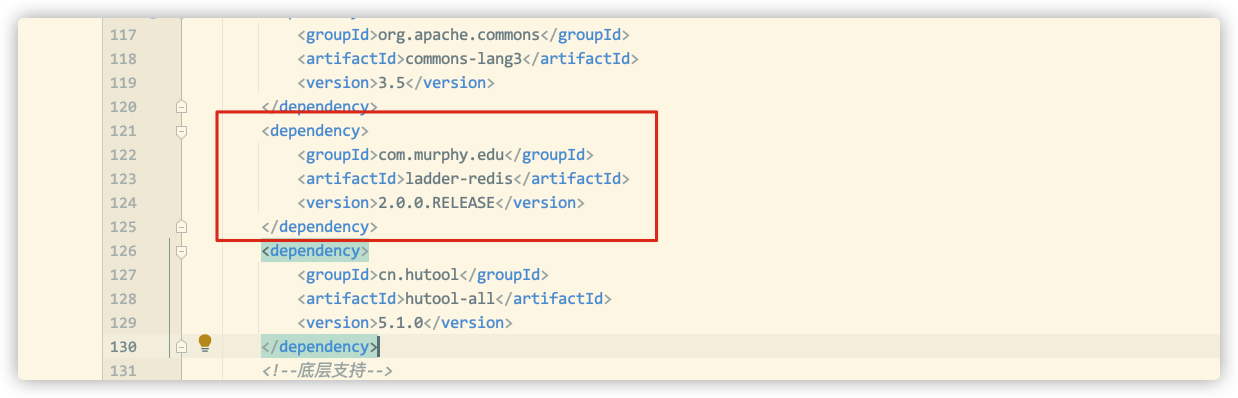 117 <groupId>org.apache.commons</groupId>
118 <artifactId>commons-lang3</artifactId>
119 <version>3.5</version>
120 </dependency>
121 <dependency>
122 <groupId>com.murphy.edu</groupId>
123 <artifactId>ladder-redis</artifactId>
124 <version>2.0.0.RELEASE</version>
125 </dependency>
126 <dependency>
127 <groupId>cn.hutool</groupId>
128 <artifactId>hutool-all</artifactId>
129 <version>5.1.0</version>
130 </dependency>
131 <!--底层支持-->